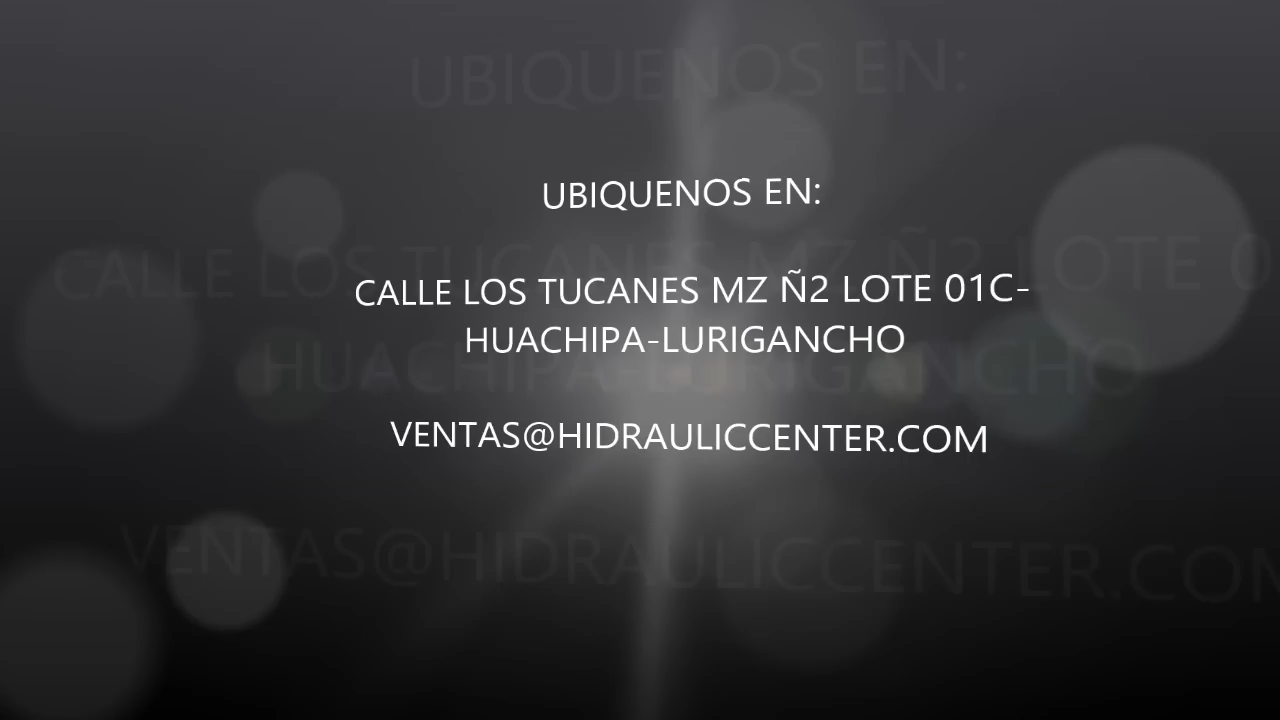 UBIQUENOS EN:
CALLE LOS TUCANES MZ Ñ2 LOTE 01C-
HUACHIPA-LURIGANCHO
VENTAS@HIDRAULICCENTER.COM